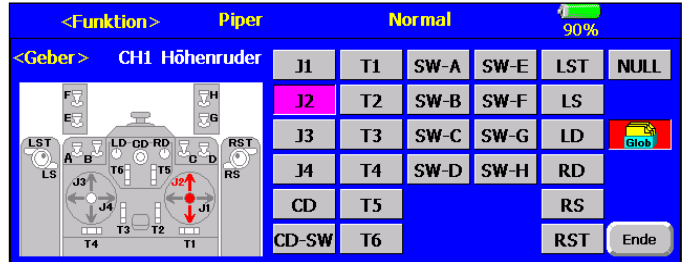 <Funktion> Piper Normal 90%
<Geber> CH1 Höhenruder
J1 T1 SW-A SW-E LST NULL
J2 T2 SW-B SW-F LS
J3 T3 SW-C SW-G LD Glob
J4 T4 SW-D SW-H RD
CD T5 RS
CD-SW T6 RST Ende
F H
E G
LST LD CD RD RST
A B C D
LS T6 T5 RS
J3 J2
J4 J1
T3 T2
T4 T1